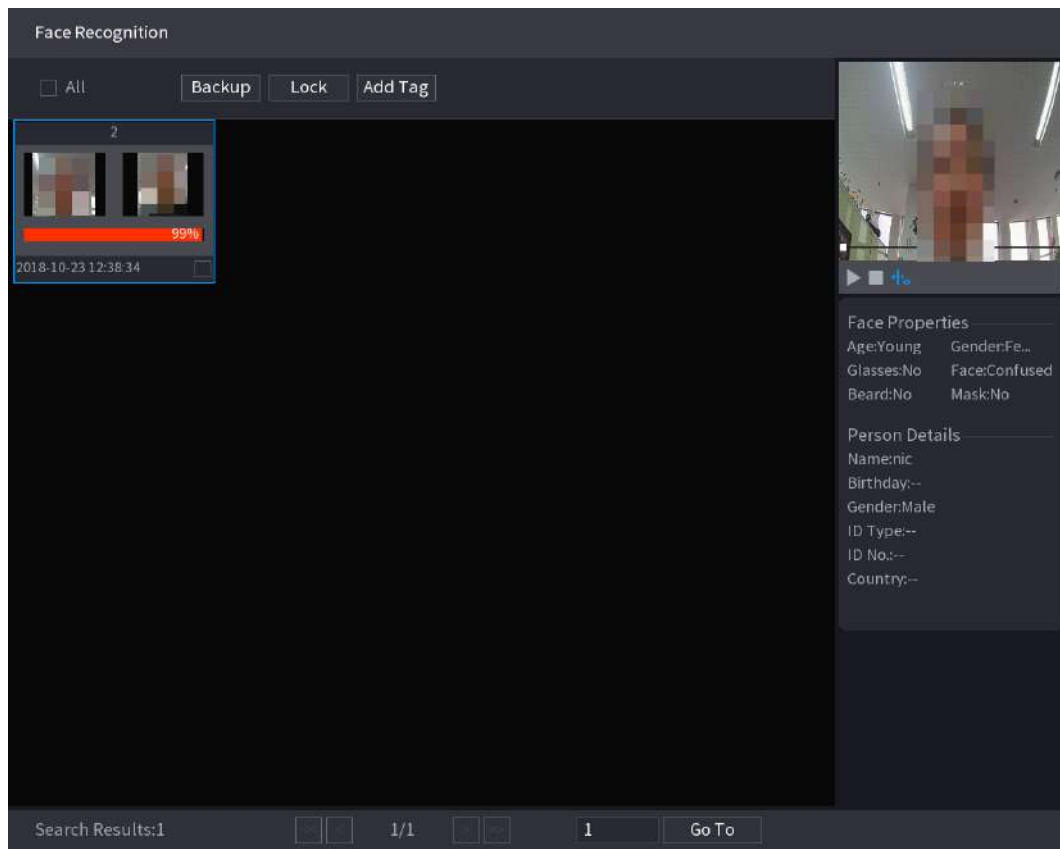 Face Recognition
All Backup Lock Add Tag
2
99%
2018-10-23 12:38:34
Face Properties
Age:Young Gender:Fe...
Glasses:No Face:Confused
Beard:No Mask:No
Person Details
Name:nic
Birthday:--
Gender:Male
ID Type:--
ID No.:--
Country:--
Search Results:1 1/1 1 Go To